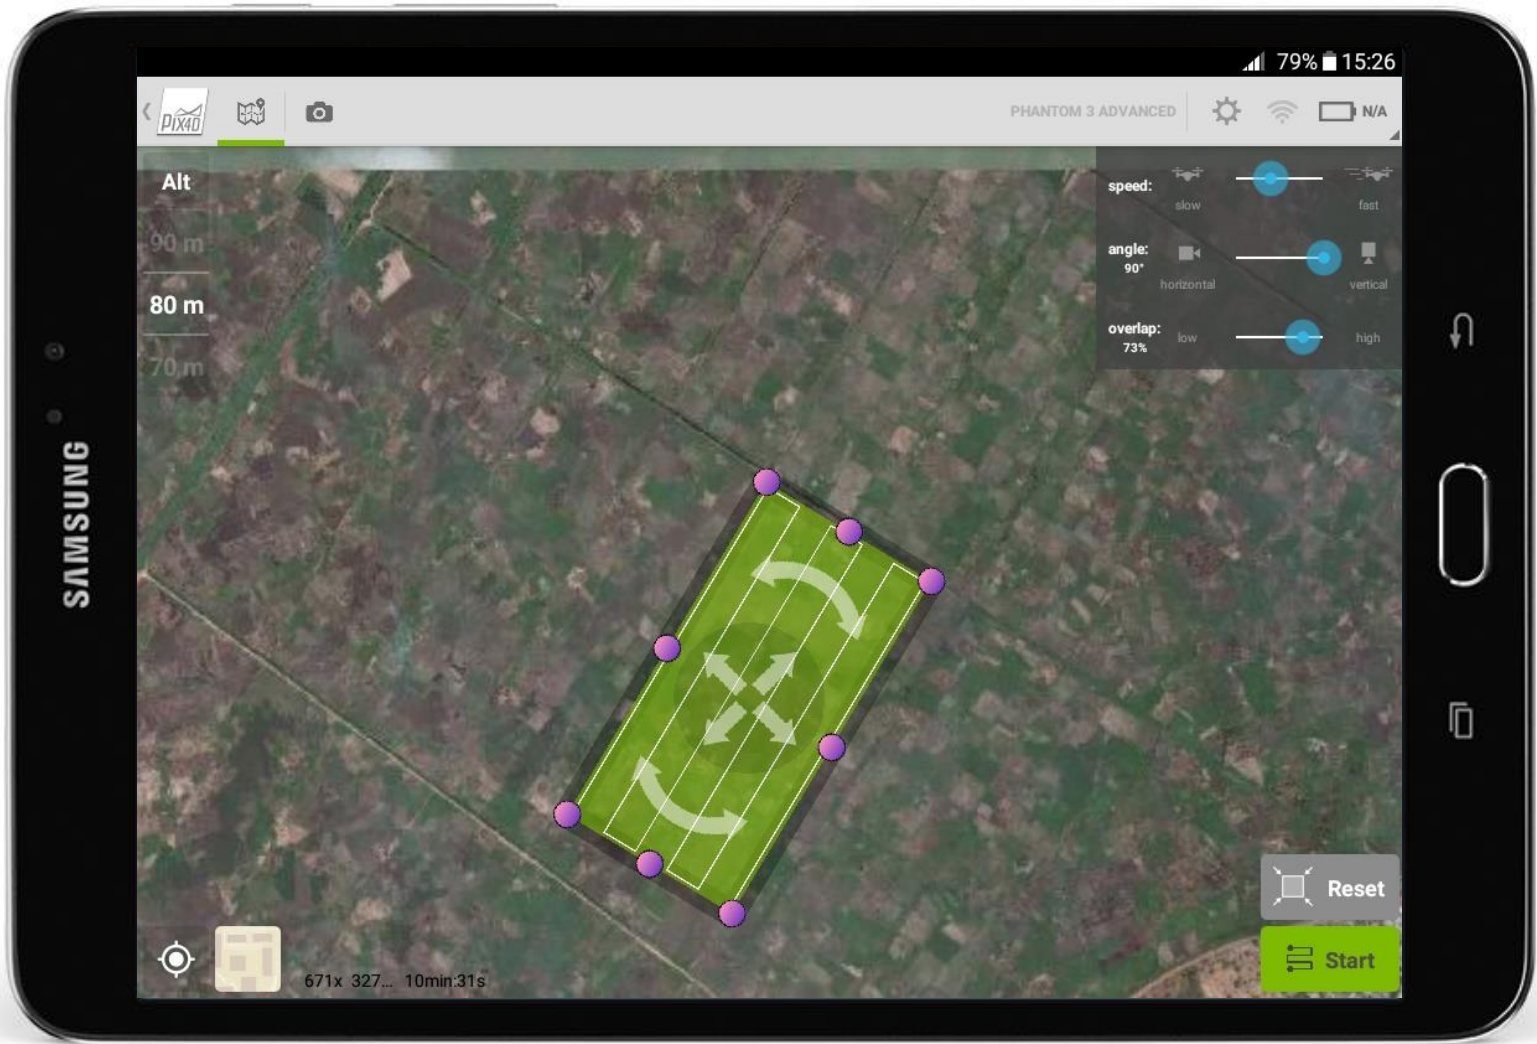 79% 15:26
PIX4D
PHANTOM 3 ADVANCED
N/A
Alt
90 m
80 m
70 m
speed:
slow
fast
angle:
90°
horizontal
vertical
overlap:
73%
low
high
SAMSUNG
Reset
Start
671x 327... 10min:31s